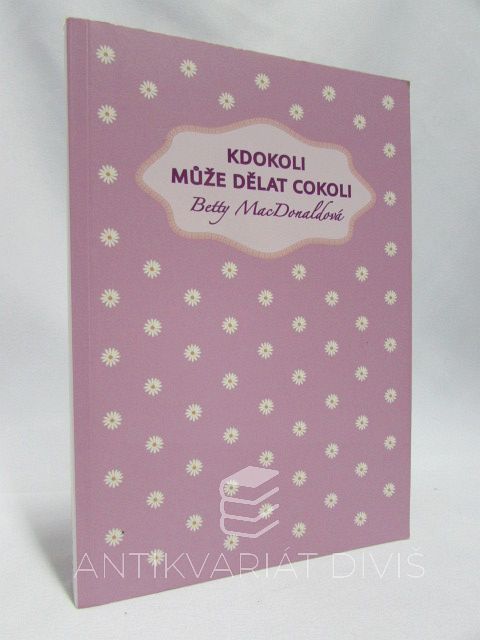 KDOKOLI
MŮŽE DĚLAT COKOLI
Betty MacDonaldová
ANTIKVARIÁT DIVIŠ